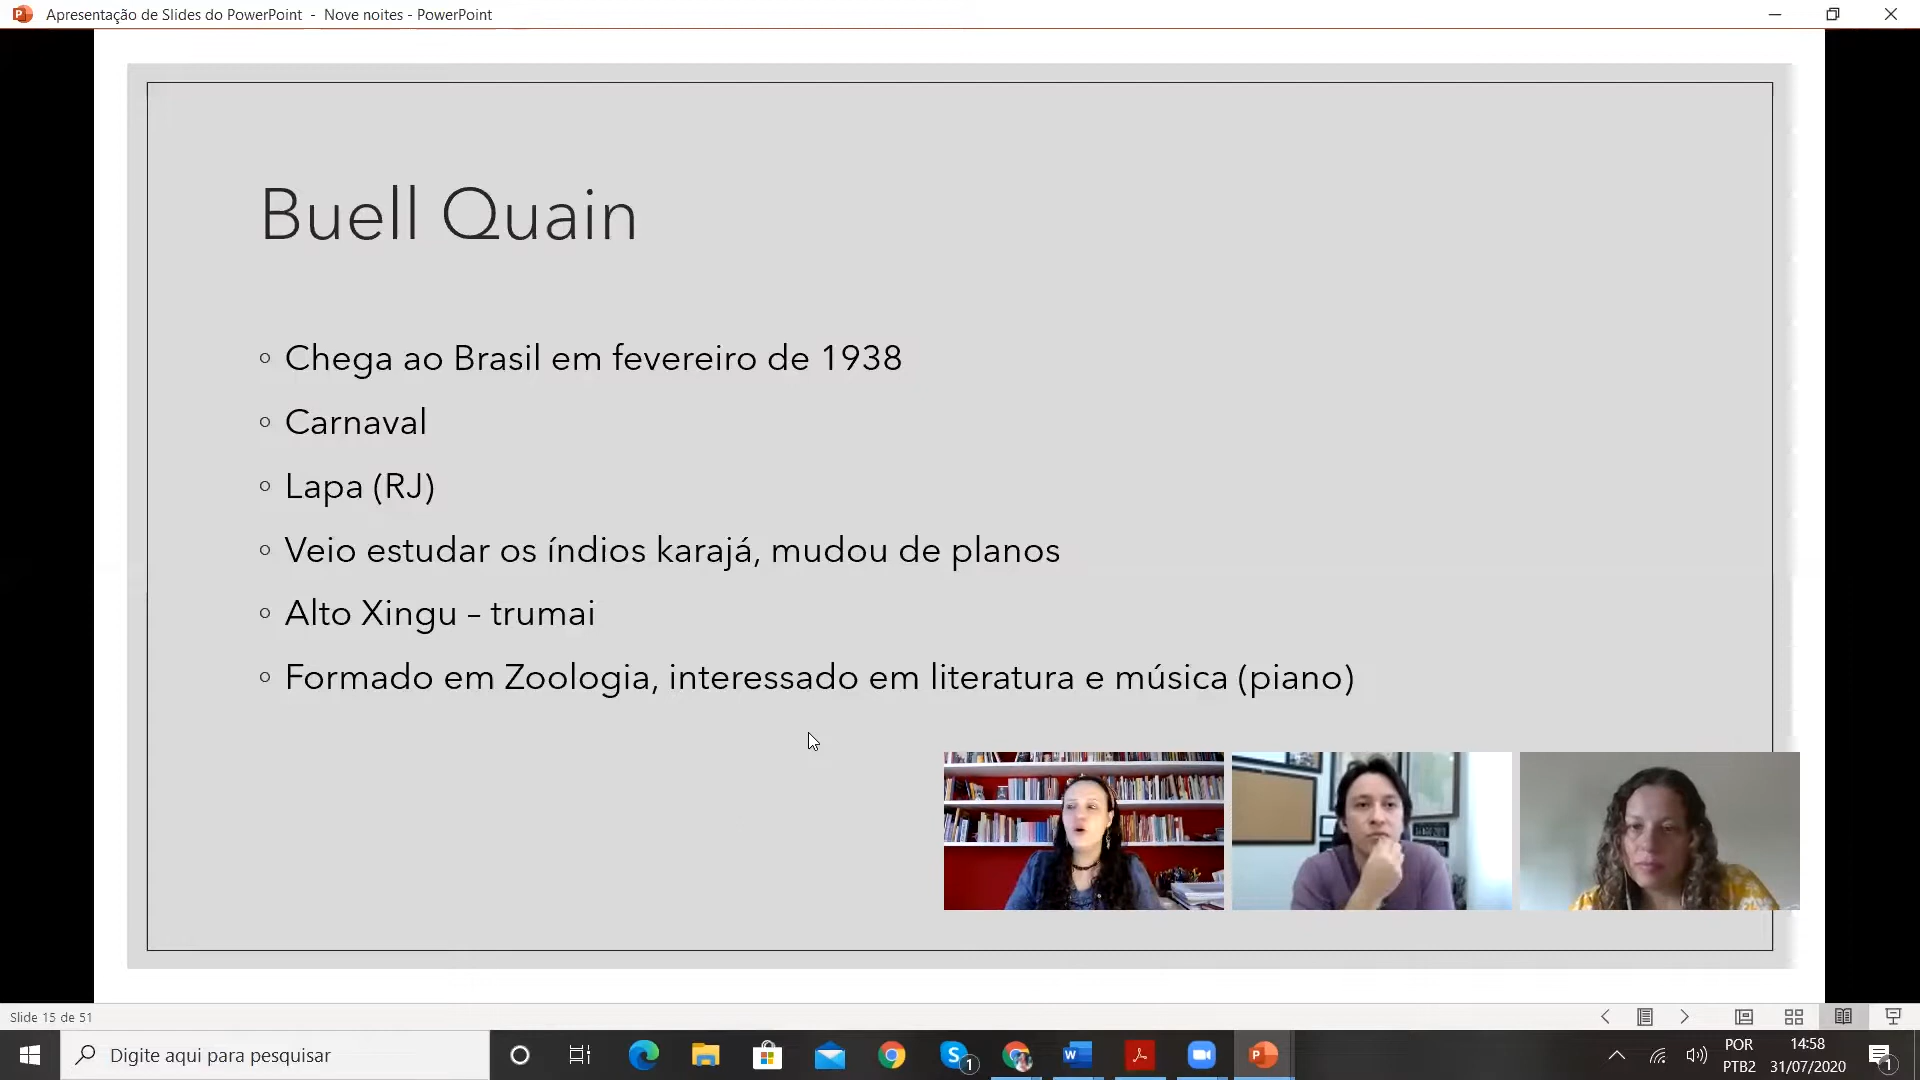 Apresentação de Slides do PowerPoint - Nove noites - PowerPoint
Buell Quain
Chega ao Brasil em fevereiro de 1938
Carnaval
Lapa (RJ)
Veio estudar os índios karajá, mudou de planos
Alto Xingu – trumai
Formado em Zoologia, interessado em literatura e música (piano)
Slide 15 de 51
Digite aqui para pesquisar
1
POR
PTB2
14:58
31/07/2020
1